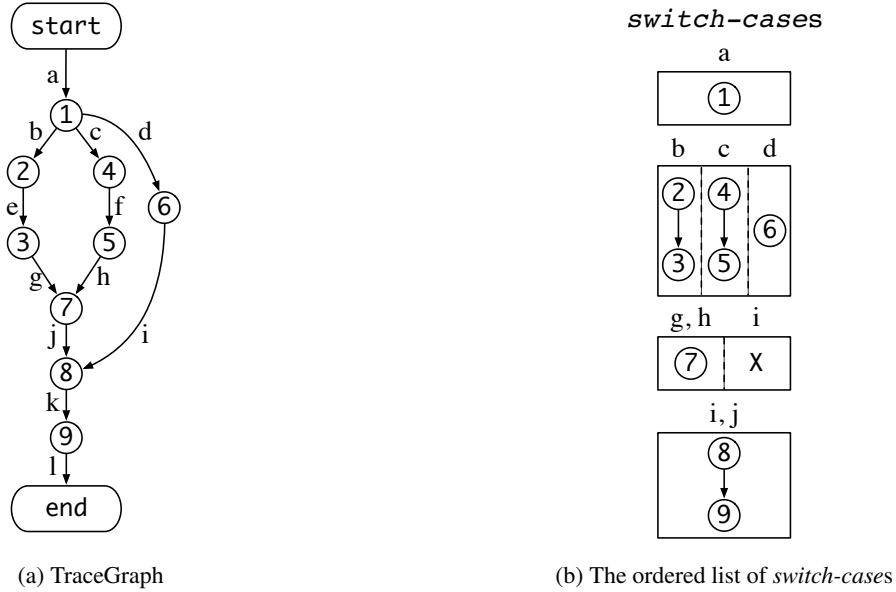 start
a
1
b c d
2 4
e f 6
3 5
g h
7
j i
8
k
9
l
end
(a) TraceGraph
switch-cases
a
1
b c d
2 4
6
3 5
g, h i
7 X
i, j
8
9
(b) The ordered list of switch-cases